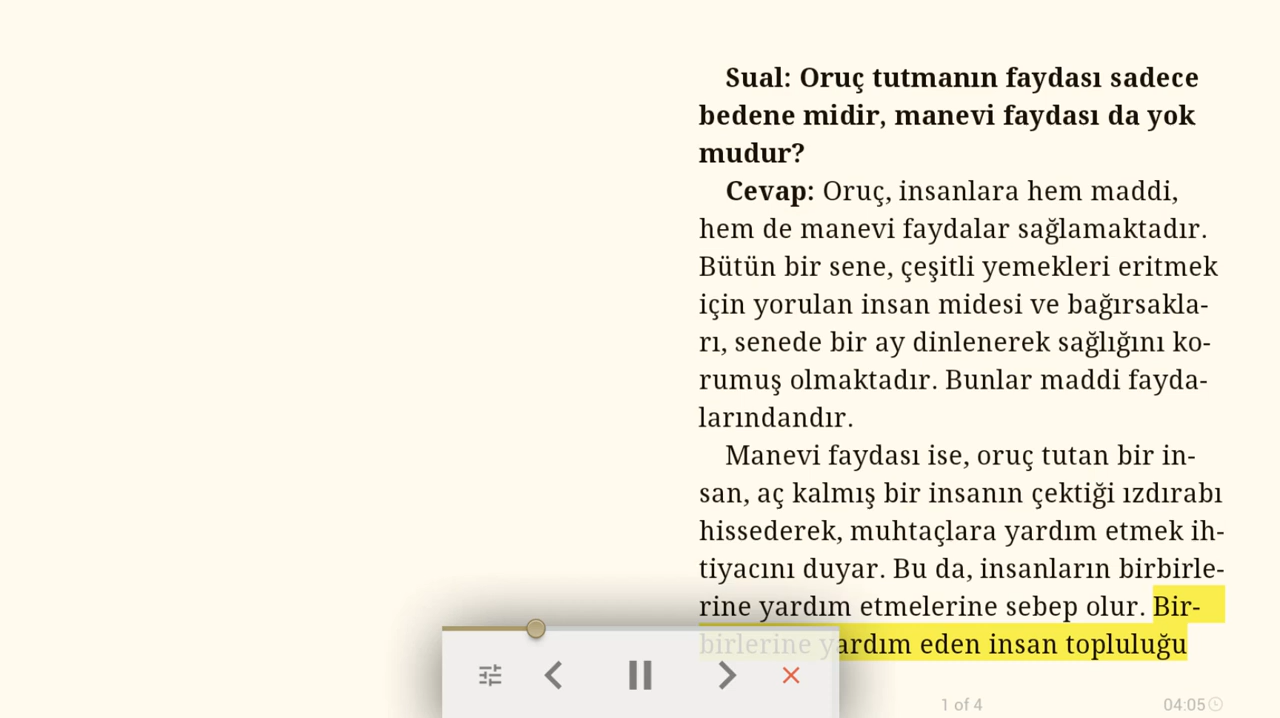 Sual: Oruç tutmanın faydası sadece
bedene midir, manevi faydası da yok
mudur?
Cevap: Oruç, insanlara hem maddi,
hem de manevi faydalar sağlamaktadır.
Bütün bir sene, çeşitli yemekleri eritmek
için yorulan insan midesi ve bağırsakla-
rı, senede bir ay dinlenerek sağlığını ko-
rumuş olmaktadır. Bunlar maddi fayda-
larındandır.
Manevi faydası ise, oruç tutan bir in-
san, aç kalmış bir insanın çektiği ızdırabı
hissederek, muhtaçlara yardım etmek ih-
tiyacını duyar. Bu da, insanların birbirle-
rine yardım etmelerine sebep olur. Bir-
birlerine yardım eden insan topluluğu
1 of 4
04:05